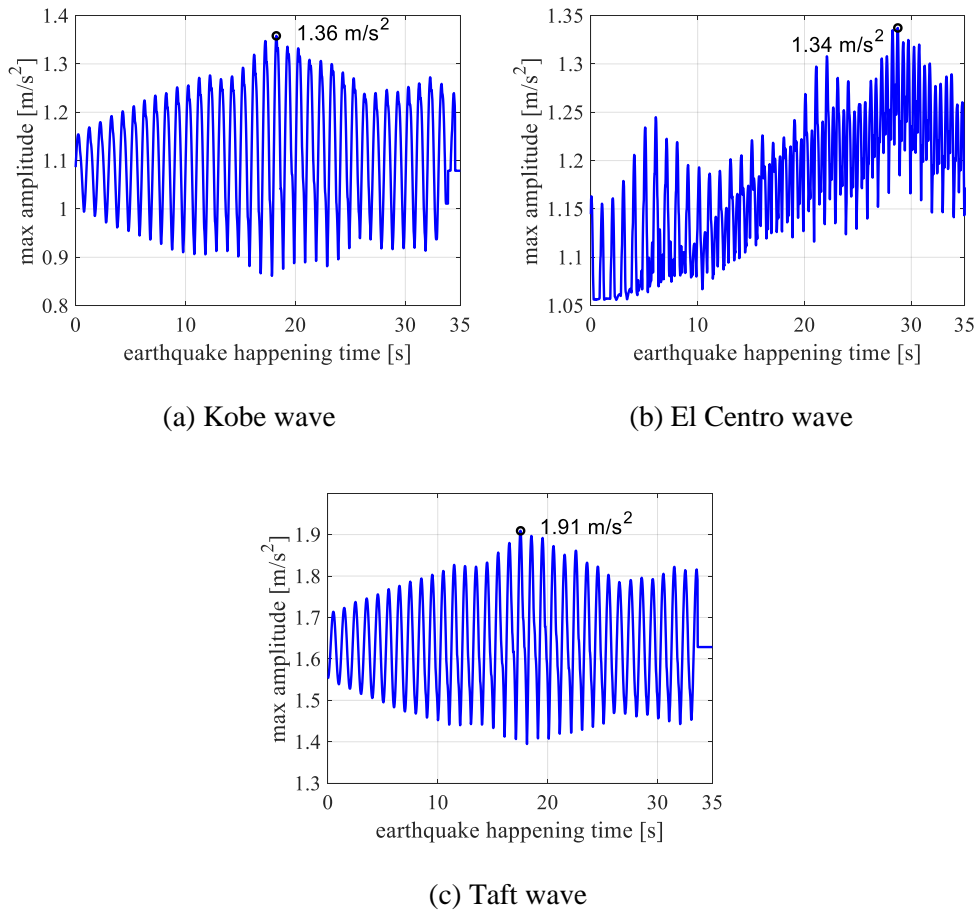 1.4
1.3
1.2
1.1
1
0.9
0.8
max amplitude [m/s²]
1.36 m/s²
0 10 20 30 35
earthquake happening time [s]
(a) Kobe wave
1.35
1.3
1.25
1.2
1.15
1.1
1.05
max amplitude [m/s²]
1.34 m/s²
0 10 20 30 35
earthquake happening time [s]
(b) El Centro wave
1.9
1.8
1.7
1.6
1.5
1.4
1.3
max amplitude [m/s²]
1.91 m/s²
0 10 20 30 35
earthquake happening time [s]
(c) Taft wave